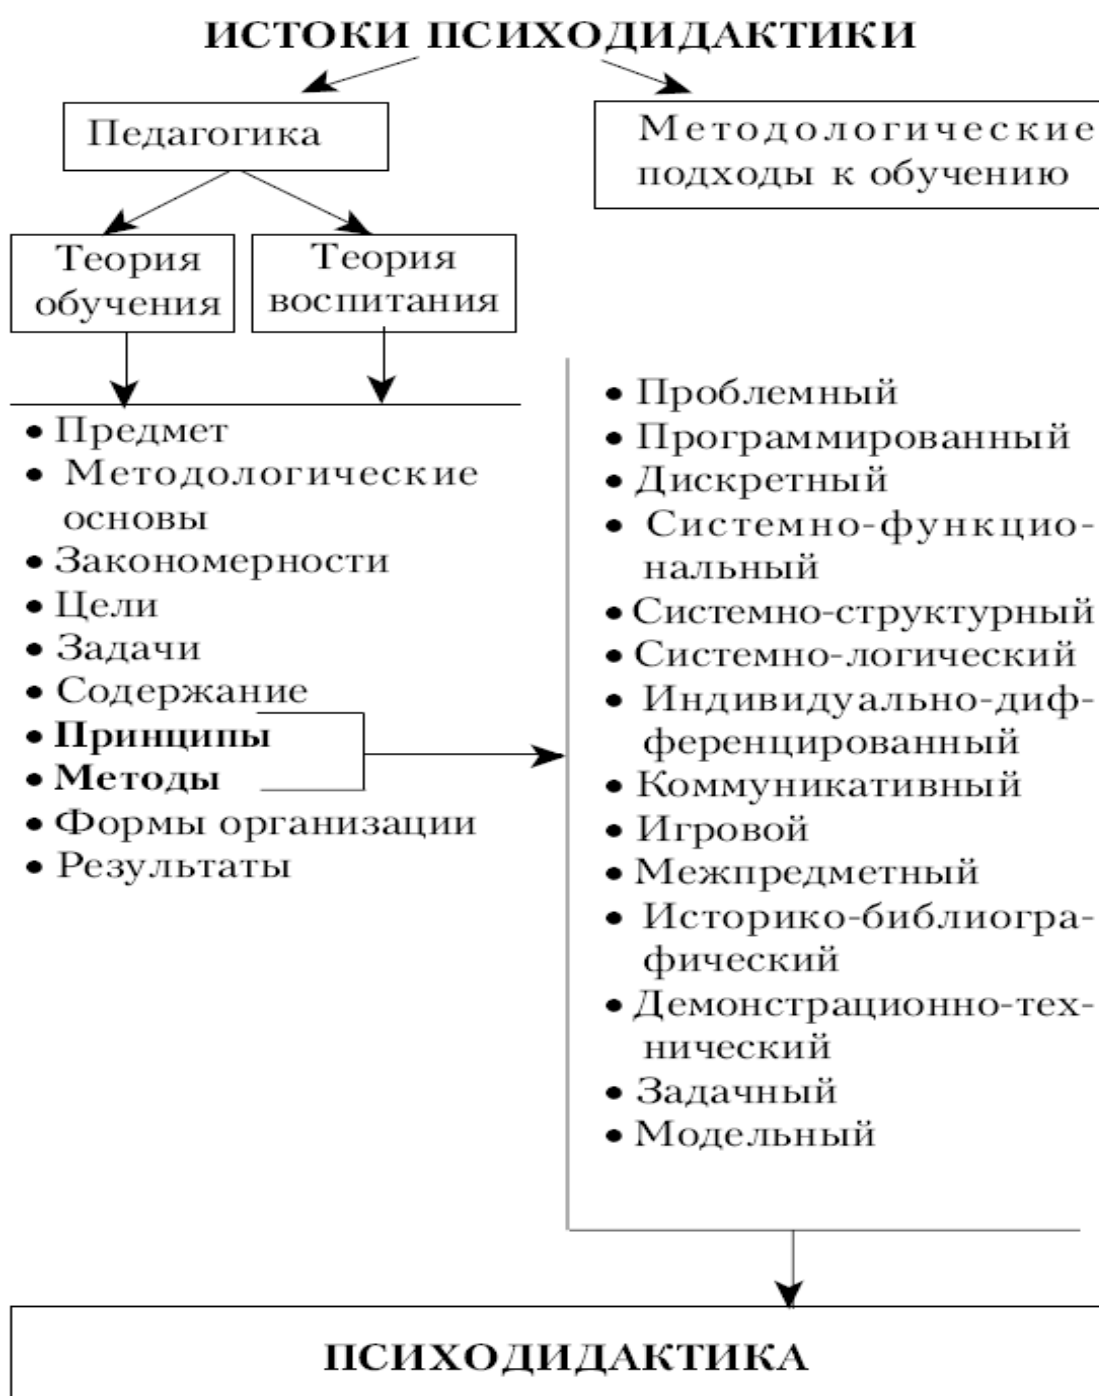 ИСТОКИ ПСИХОДИДАКТИКИ
Педагогика
Методологические
подходы к обучению
Теория
обучения
Теория
воспитания
• Предмет
• Методологические
основы
• Закономерности
• Цели
• Задачи
• Содержание
• Принципы
• Методы
• Формы организации
• Результаты
• Проблемный
• Программированный
• Дискретный
• Системно-функцио-
нальный
• Системно-структурный
• Системно-логический
• Индивидуально-диф-
ференцированный
• Коммуникативный
• Игровой
• Межпредметный
• Историко-библиогра-
фический
• Демонстрационно-тех-
нический
• Задачный
• Модельный
ПСИХОДИДАКТИКА